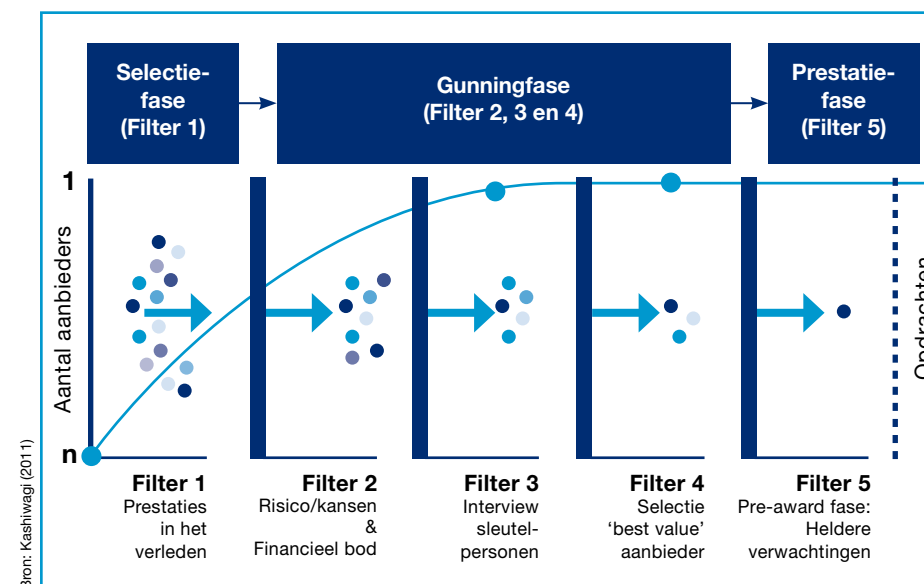 Selectie-
fase
(Filter 1)
Gunningfase
(Filter 2, 3 en 4)
Prestatie-
fase
(Filter 5)
1
Aantal aanbieders
n
Filter 1
Prestaties
in het
verleden
Filter 2
Risico/kansen
&
Financieel bod
Filter 3
Interview
sleutel-
personen
Filter 4
Selectie
‘best value’
aanbieder
Filter 5
Pre-award fase:
Heldere
verwachtingen
Opdrachten
Bron: Kashiwagi (2011)